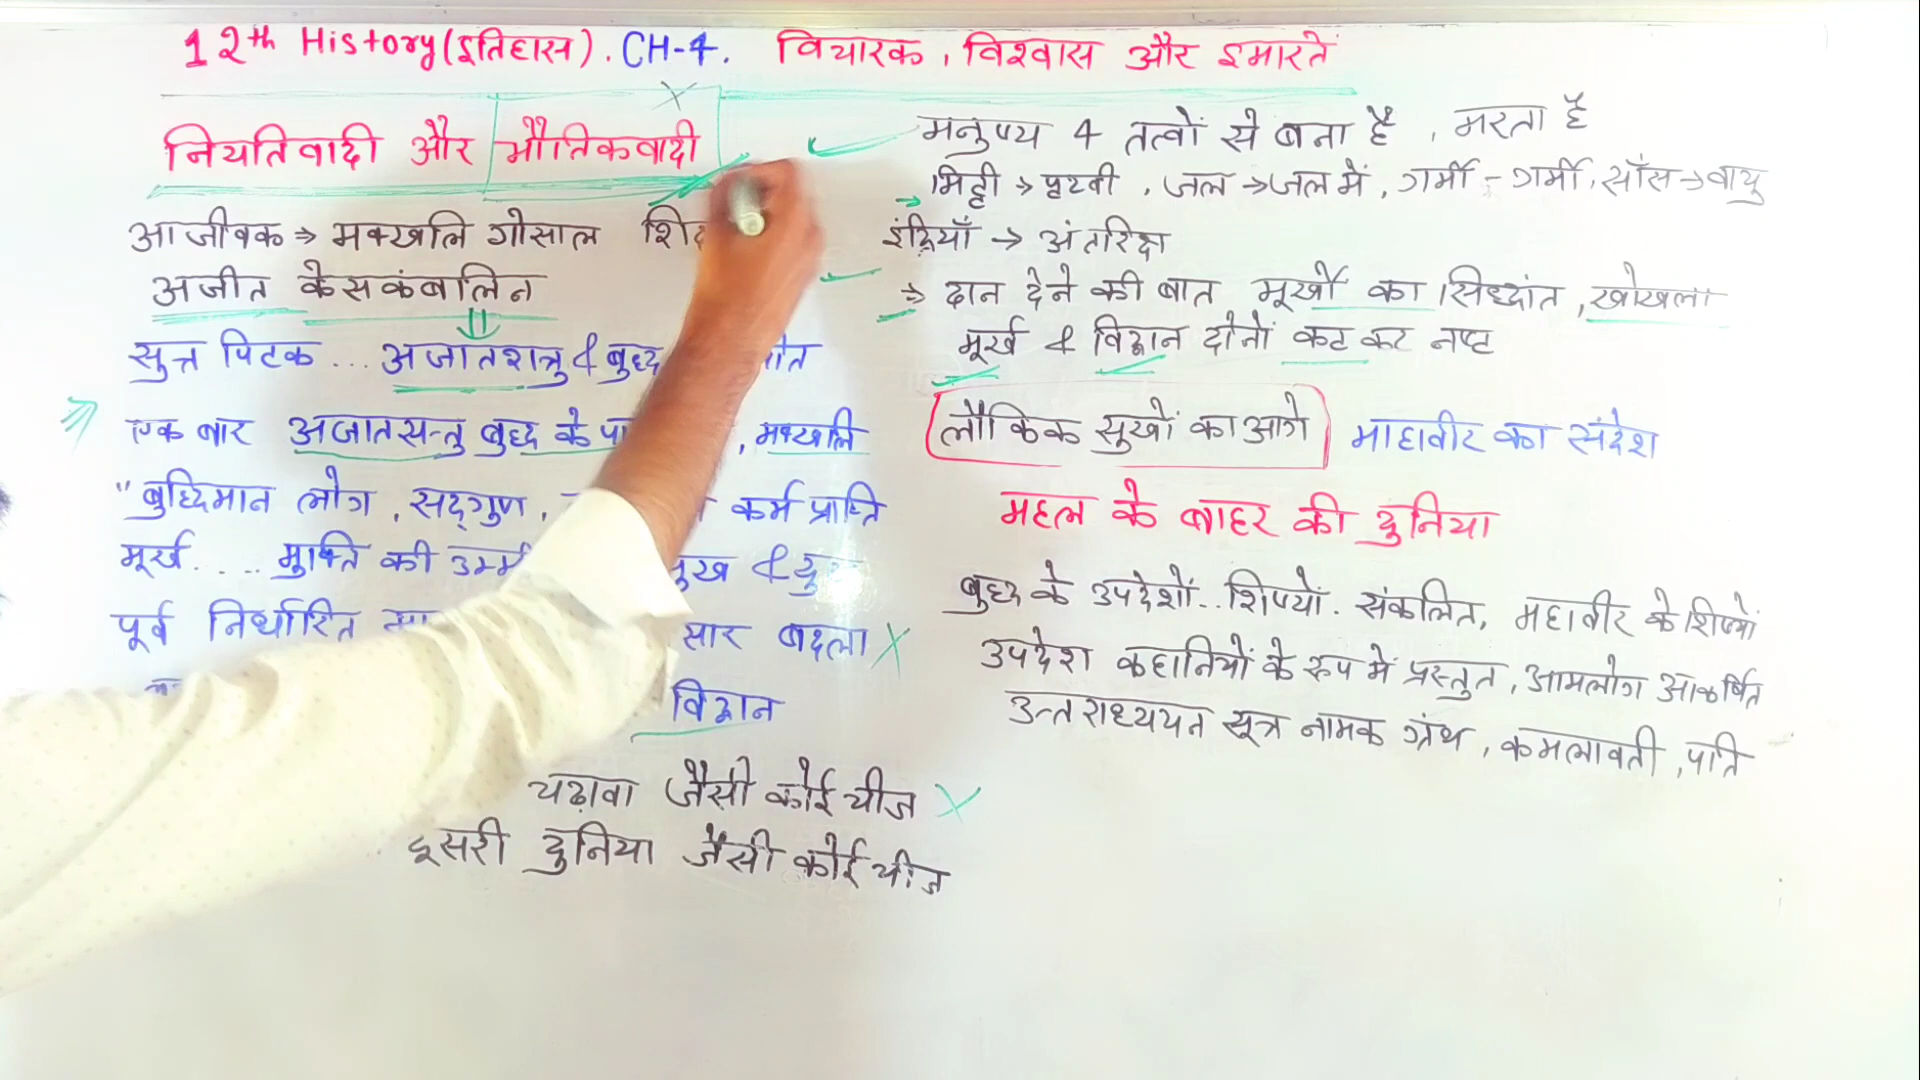 12th History(इतिहास). CH-4. विचारक, विश्वास और इमारतें
नियतिवादी और भौतिकवादी
आजीवक ⇒ मक्खलि गोसाल
अजीत केसकंबालिन
सुत्त पिटक ... अजातशत्रु & बुद्ध
एक बार अजातसत्तु बुद्ध के , मक्खलि
"बुद्धिमान लोग, सद्गुण, कर्म प्राप्ति
मूर्ख..... मुक्ति की &
पूर्व निर्धारित बदला X
विद्वान
चढ़ावा जैसी कोई चीज X
दूसरी दुनिया जैसी कोई चीज
मनुष्य 4 तत्वों से बना है, मरता है
मिट्टी → पृथ्वी, जल → जल में, गर्मी - गर्मी, साँस → वायु
इंद्रियाँ → अंतरिक्ष
⇒ दान देने की बात मूर्खों का सिद्धांत, खोखला
मूर्ख & विद्वान दोनों कट कर नष्ट
लौकिक सुखों का आगे माहावीर का संदेश
महल के बाहर की दुनिया
बुद्ध के उपदेशों.. शिष्यों. संकलित, महावीर के शिष्यों
उपदेश कहानियों के रूप में प्रस्तुत, आमलोग आकर्षित
उत्तराध्ययन सूत्र नामक ग्रंथ, कमलावती, पति